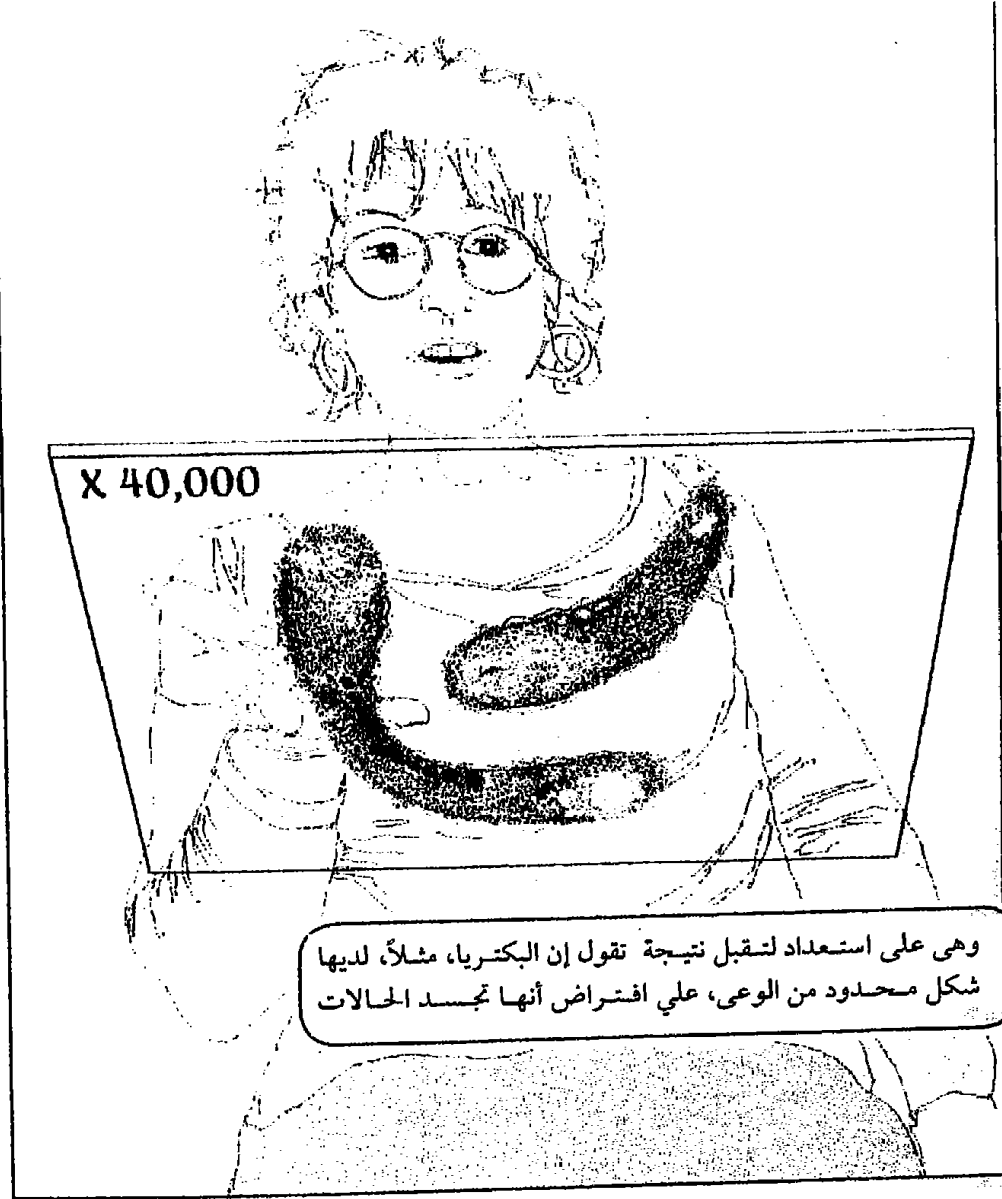 X 40,000
وهى على استعداد لتقبل نتيجة تقول إن البكتريا، مثلاً، لديها
شكل محدود من الوعى، علي افتراض أنها تجسد الحالات